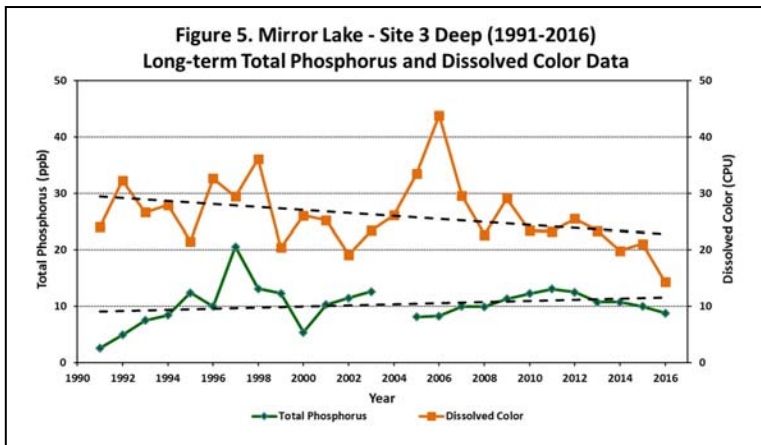 Figure 5. Mirror Lake - Site 3 Deep (1991-2016)
Long-term Total Phosphorus and Dissolved Color Data
Total Phosphorus (ppb)
50
40
30
20
10
0
50
40
30
20
10
0
Dissolved Color (CPU)
1990 1992 1994 1996 1998 2000 2002 2004 2006 2008 2010 2012 2014 2016
Year
Total Phosphorus Dissolved Color